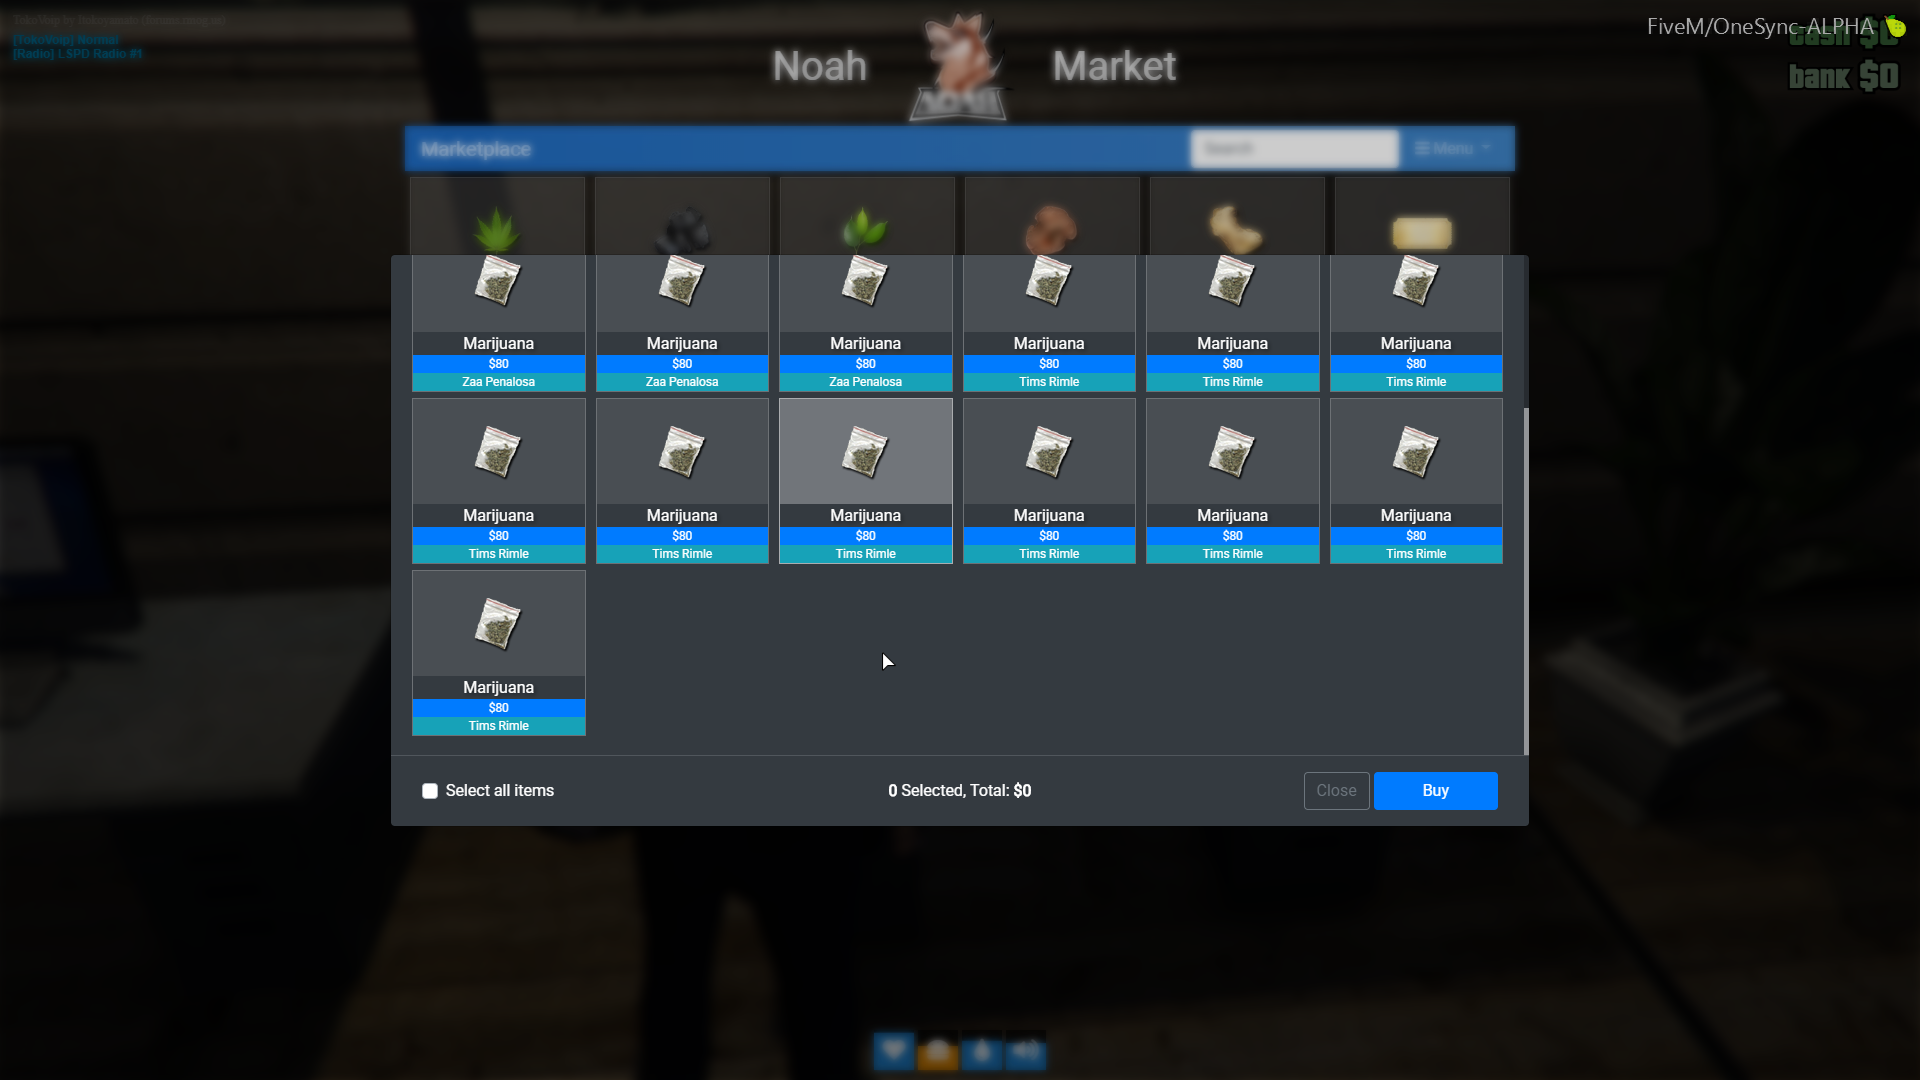 TokoVoip
[TokoVoip] Normal
[Radio] LSPD Radio #1
Noah
Market
NOAH
FiveM/OneSync-ALPHA
cash $0
bank $0
Marketplace
Search
Menu
Marijuana
$80
Zaa Penalosa
Marijuana
$80
Zaa Penalosa
Marijuana
$80
Zaa Penalosa
Marijuana
$80
Tims Rimle
Marijuana
$80
Tims Rimle
Marijuana
$80
Tims Rimle
Marijuana
$80
Tims Rimle
Marijuana
$80
Tims Rimle
Marijuana
$80
Tims Rimle
Marijuana
$80
Tims Rimle
Marijuana
$80
Tims Rimle
Marijuana
$80
Tims Rimle
Marijuana
$80
Tims Rimle
Select all items
0 Selected, Total: $0
Close
Buy